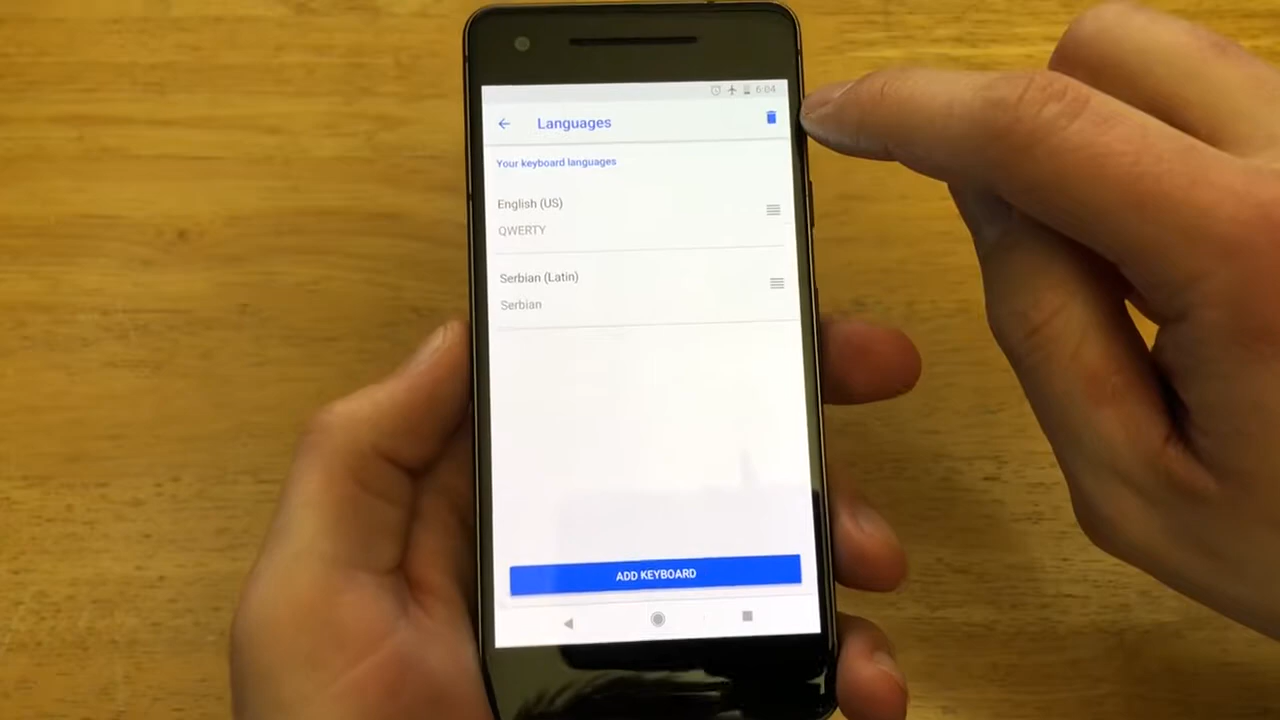 6:04
Languages
Your keyboard languages
English (US)
QWERTY
Serbian (Latin)
Serbian
ADD KEYBOARD